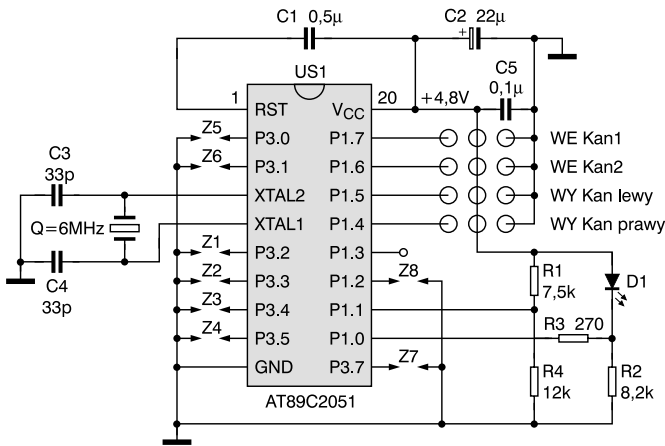 C1 0,5µ
C2 22µ
+
US1
C5
0,1µ
1
20
+4,8V
RST
VCC
Z5
P3.0
P1.7
WE Kan1
Z6
P3.1
P1.6
WE Kan2
C3
33p
XTAL2
P1.5
WY Kan lewy
Q=6MHz
XTAL1
P1.4
WY Kan prawy
C4
33p
Z1
P3.2
P1.3
Z2
P3.3
P1.2
Z8
R1
7,5k
D1
Z3
P3.4
P1.1
Z4
P3.5
P1.0
R3 270
GND
P3.7
Z7
R4
12k
R2
8,2k
AT89C2051